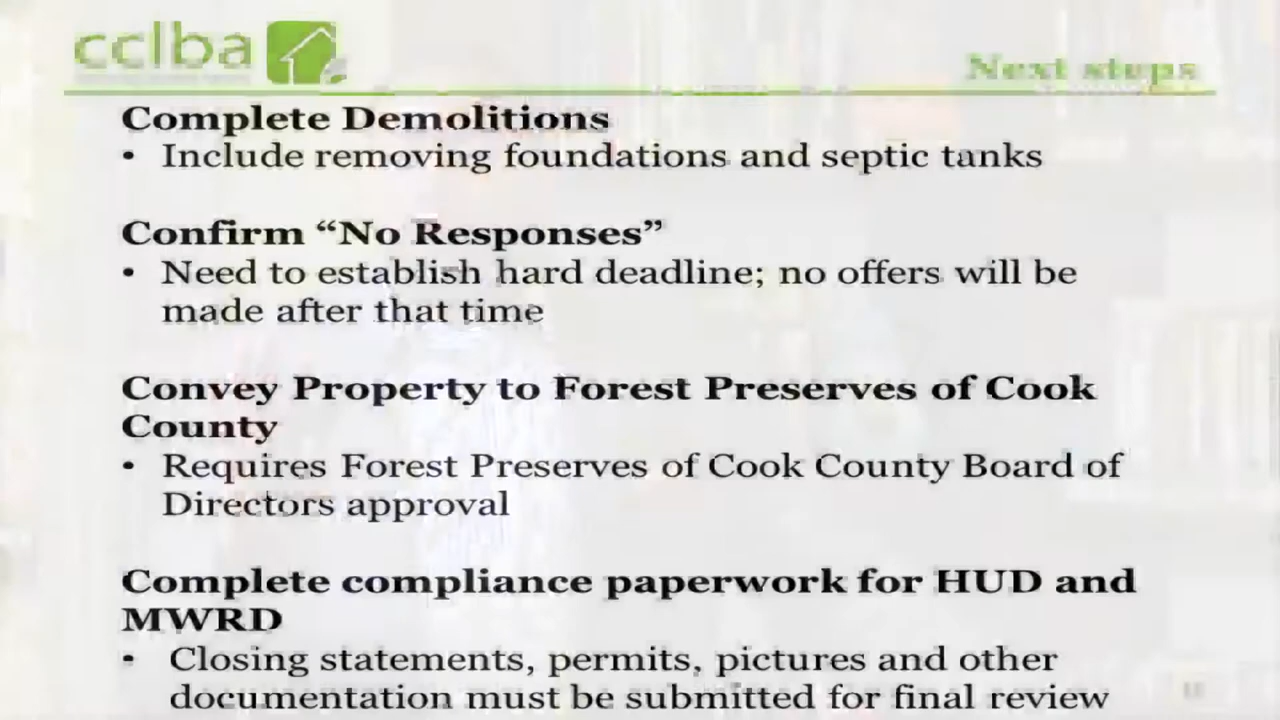 cclba
Next steps
Complete Demolitions
• Include removing foundations and septic tanks
Confirm “No Responses”
• Need to establish hard deadline; no offers will be
made after that time
Convey Property to Forest Preserves of Cook
County
• Requires Forest Preserves of Cook County Board of
Directors approval
Complete compliance paperwork for HUD and
MWRD
• Closing statements, permits, pictures and other
documentation must be submitted for final review